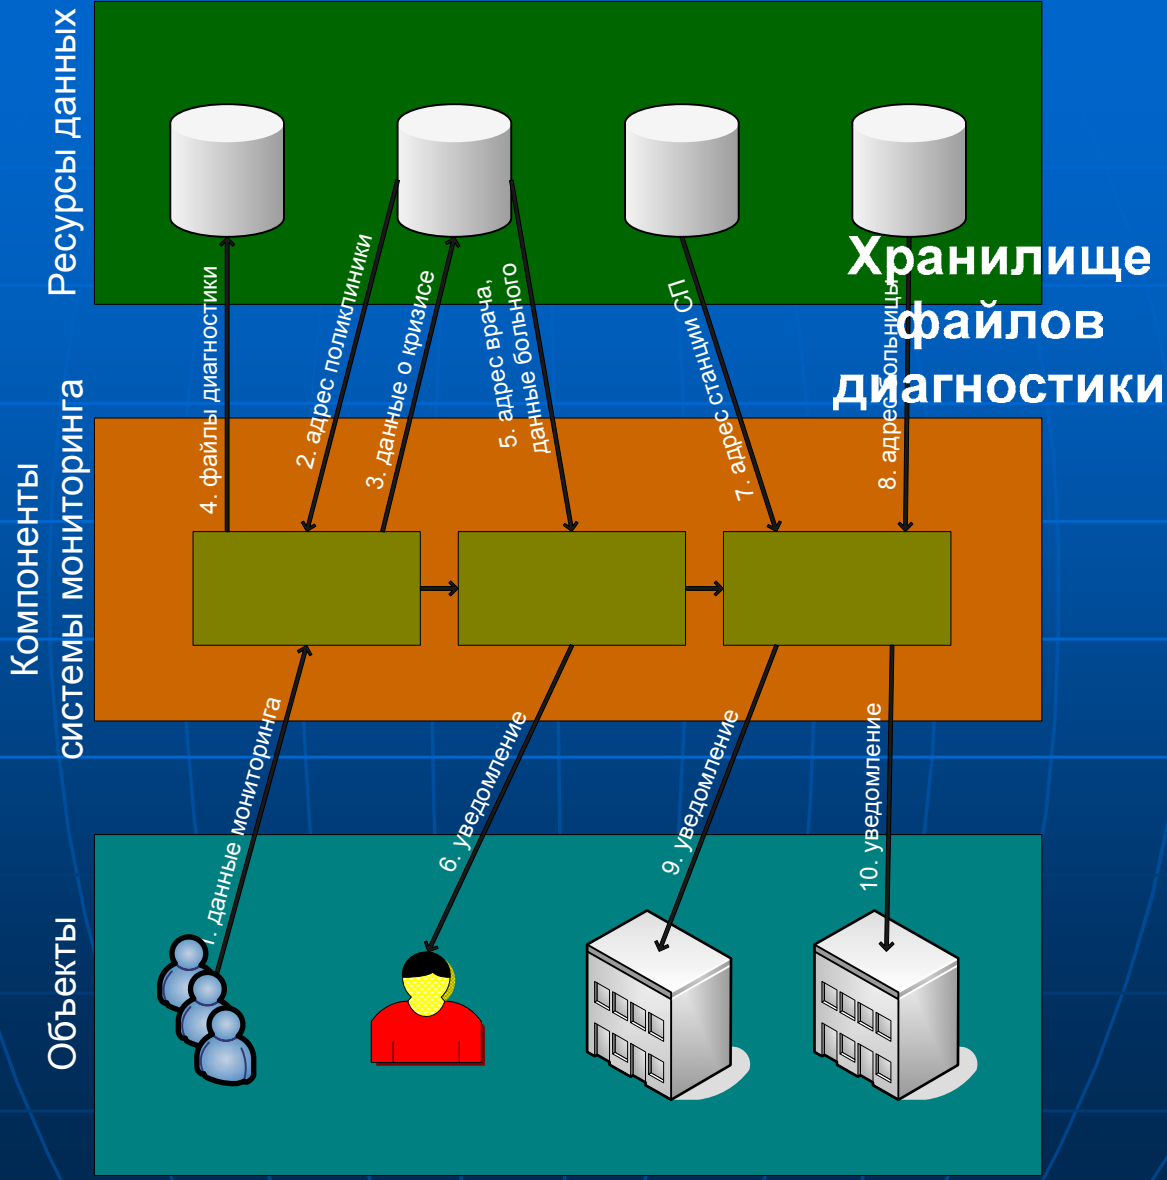 Ресурсы данных
4. файлы диагностики
2. адрес поликлиники
3. данные о кризисе
5. адрес врача,
данные больного
7. адрес станции СП
8. адрес больницы
Хранилище
файлов
диагностики
Компоненты
системы мониторинга
1. данные мониторинга
6. уведомление
9. уведомление
10. уведомление
Объекты